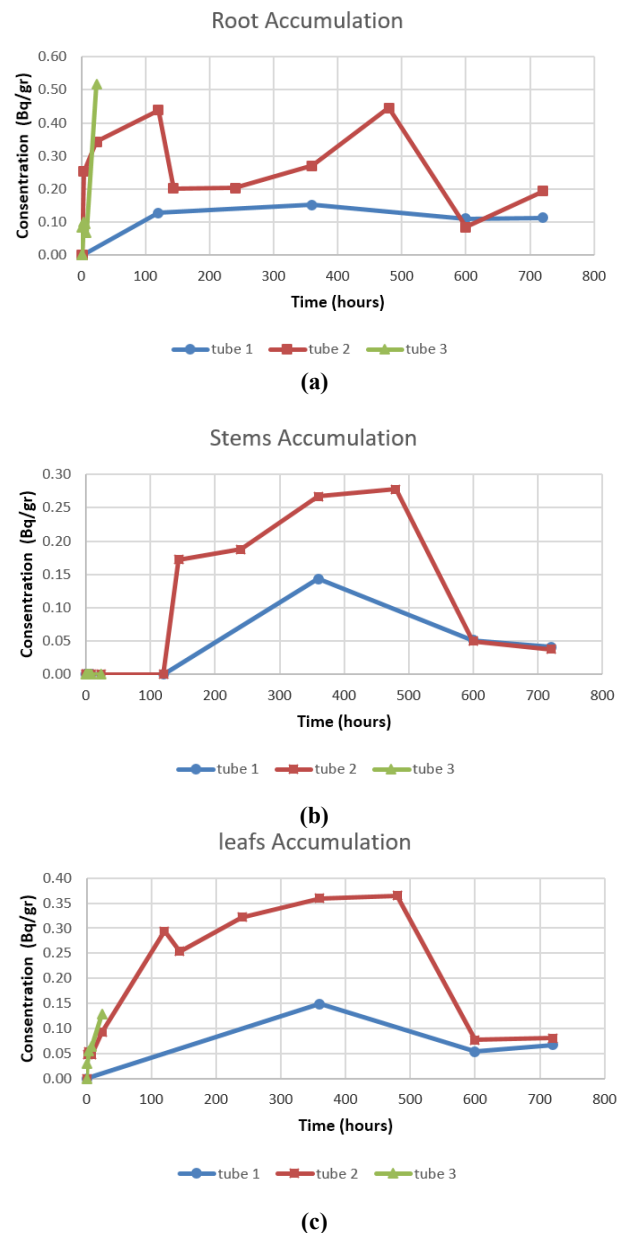 Root Accumulation
Consentration (Bq/gr)
0.60
0.50
0.40
0.30
0.20
0.10
0.00
0 100 200 300 400 500 600 700 800
Time (hours)
tube 1 tube 2 tube 3
(a)
Stems Accumulation
Consentration (Bq/gr)
0.30
0.25
0.20
0.15
0.10
0.05
0.00
0 100 200 300 400 500 600 700 800
Time (hours)
tube 1 tube 2 tube 3
(b)
leafs Accumulation
Consentration (Bq/gr)
0.40
0.35
0.30
0.25
0.20
0.15
0.10
0.05
0.00
0 100 200 300 400 500 600 700 800
Time (hours)
tube 1 tube 2 tube 3
(c)